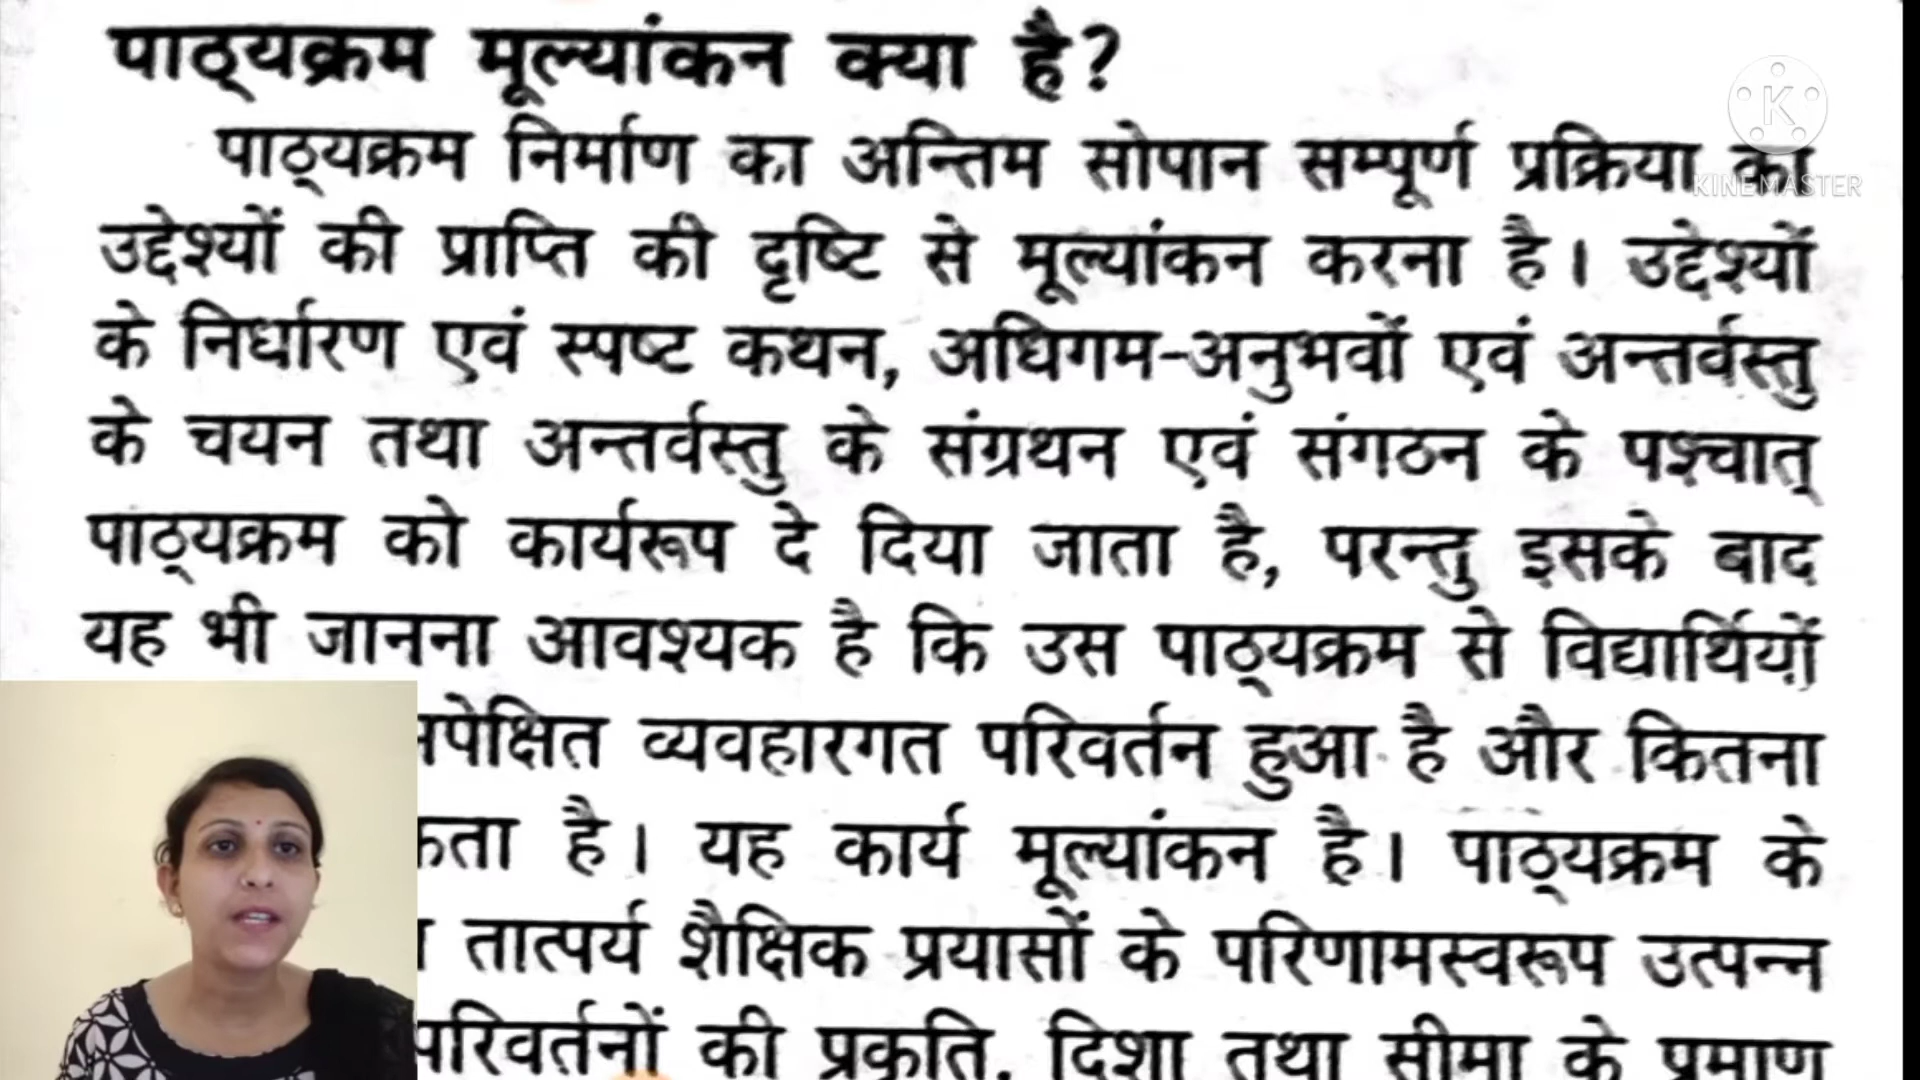 पाठ्यक्रम मूल्यांकन क्या है?
पाठ्यक्रम निर्माण का अन्तिम सोपान सम्पूर्ण प्रक्रिया का
KINEMASTER
उद्देश्यों की प्राप्ति की दृष्टि से मूल्यांकन करना है। उद्देश्यों
के निर्धारण एवं स्पष्ट कथन, अधिगम-अनुभवों एवं अन्तर्वस्तु
के चयन तथा अन्तर्वस्तु के संग्रथन एवं संगठन के पश्चात्
पाठ्यक्रम को कार्यरूप दे दिया जाता है, परन्तु इसके बाद
यह भी जानना आवश्यक है कि उस पाठ्यक्रम से विद्यार्थियों
व्यवहारगत परिवर्तन हुआ है और कितना
है। यह कार्य मूल्यांकन है। पाठ्यक्रम के
तात्पर्य शैक्षिक प्रयासों के परिणामस्वरूप उत्पन्न
परिवर्तनों की प्रकृति, दिशा तथा सीमा के प्रमाण